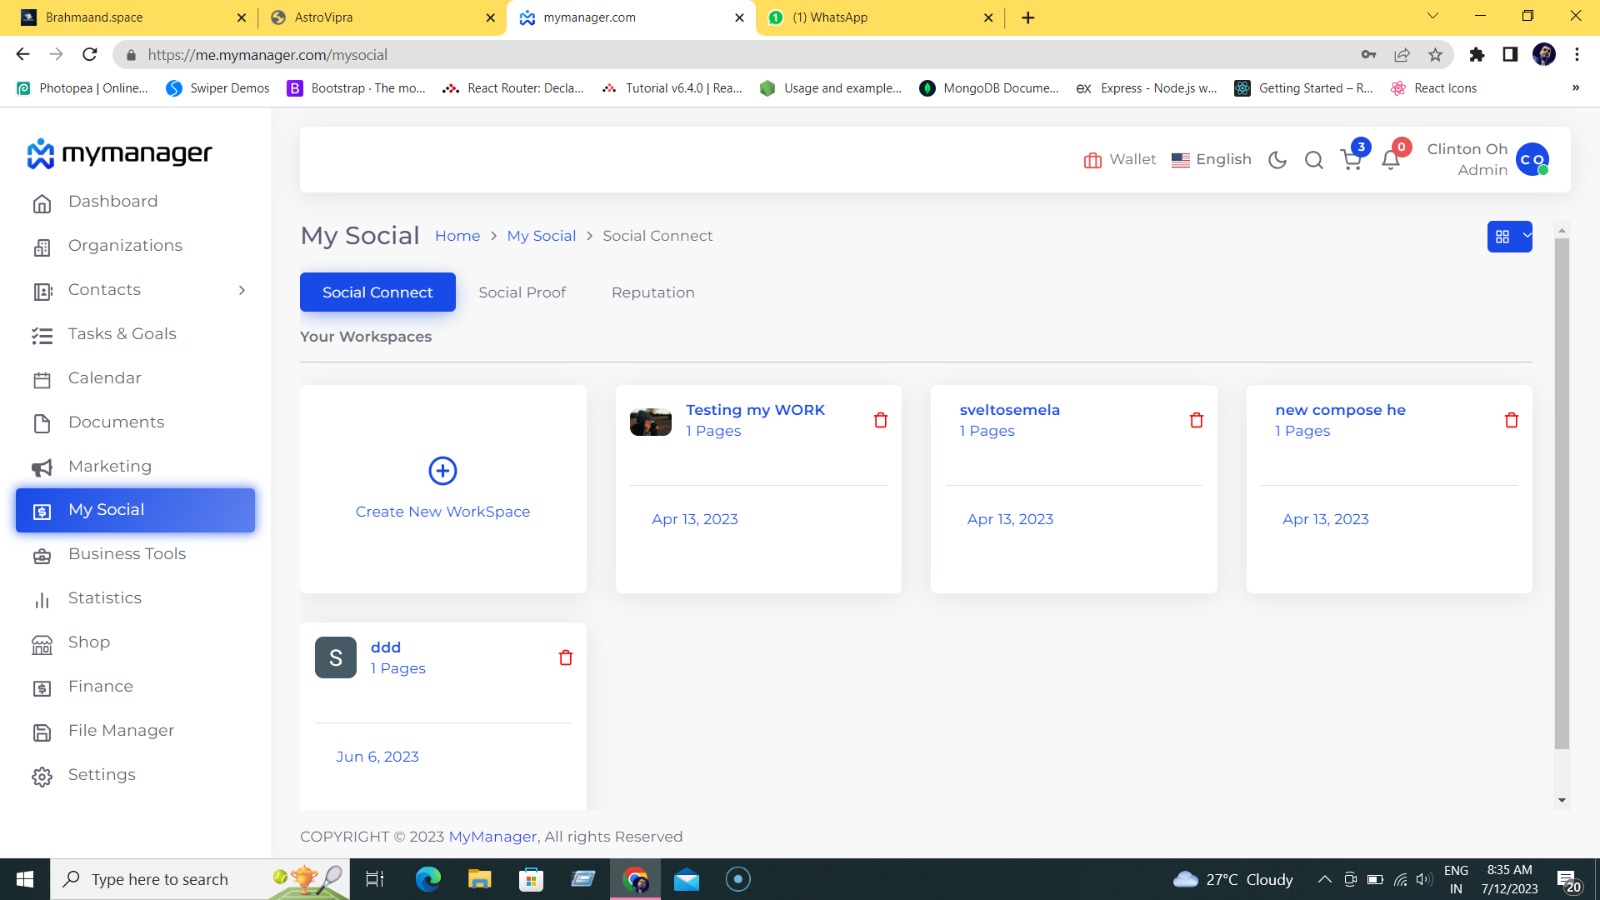 Brahmaand.space
AstroVipra
mymanager.com
(1) WhatsApp
https://me.mymanager.com/mysocial
Photopea | Online...
Swiper Demos
Bootstrap · The mo...
React Router: Decla...
Tutorial v6.4.0 | Rea...
Usage and example...
MongoDB Docume...
Express - Node.js w...
Getting Started – R...
React Icons
mymanager
Dashboard
Organizations
Contacts
Tasks & Goals
Calendar
Documents
Marketing
My Social
Business Tools
Statistics
Shop
Finance
File Manager
Settings
Wallet
English
3
0
Clinton Oh
Admin
CO
My Social
Home > My Social > Social Connect
Social Connect
Social Proof
Reputation
Your Workspaces
Create New WorkSpace
Testing my WORK
1 Pages
Apr 13, 2023
sveltosemela
1 Pages
Apr 13, 2023
new compose he
1 Pages
Apr 13, 2023
S
ddd
1 Pages
Jun 6, 2023
COPYRIGHT © 2023 MyManager, All rights Reserved
Type here to search
27°C Cloudy
ENG
IN
8:35 AM
7/12/2023
20